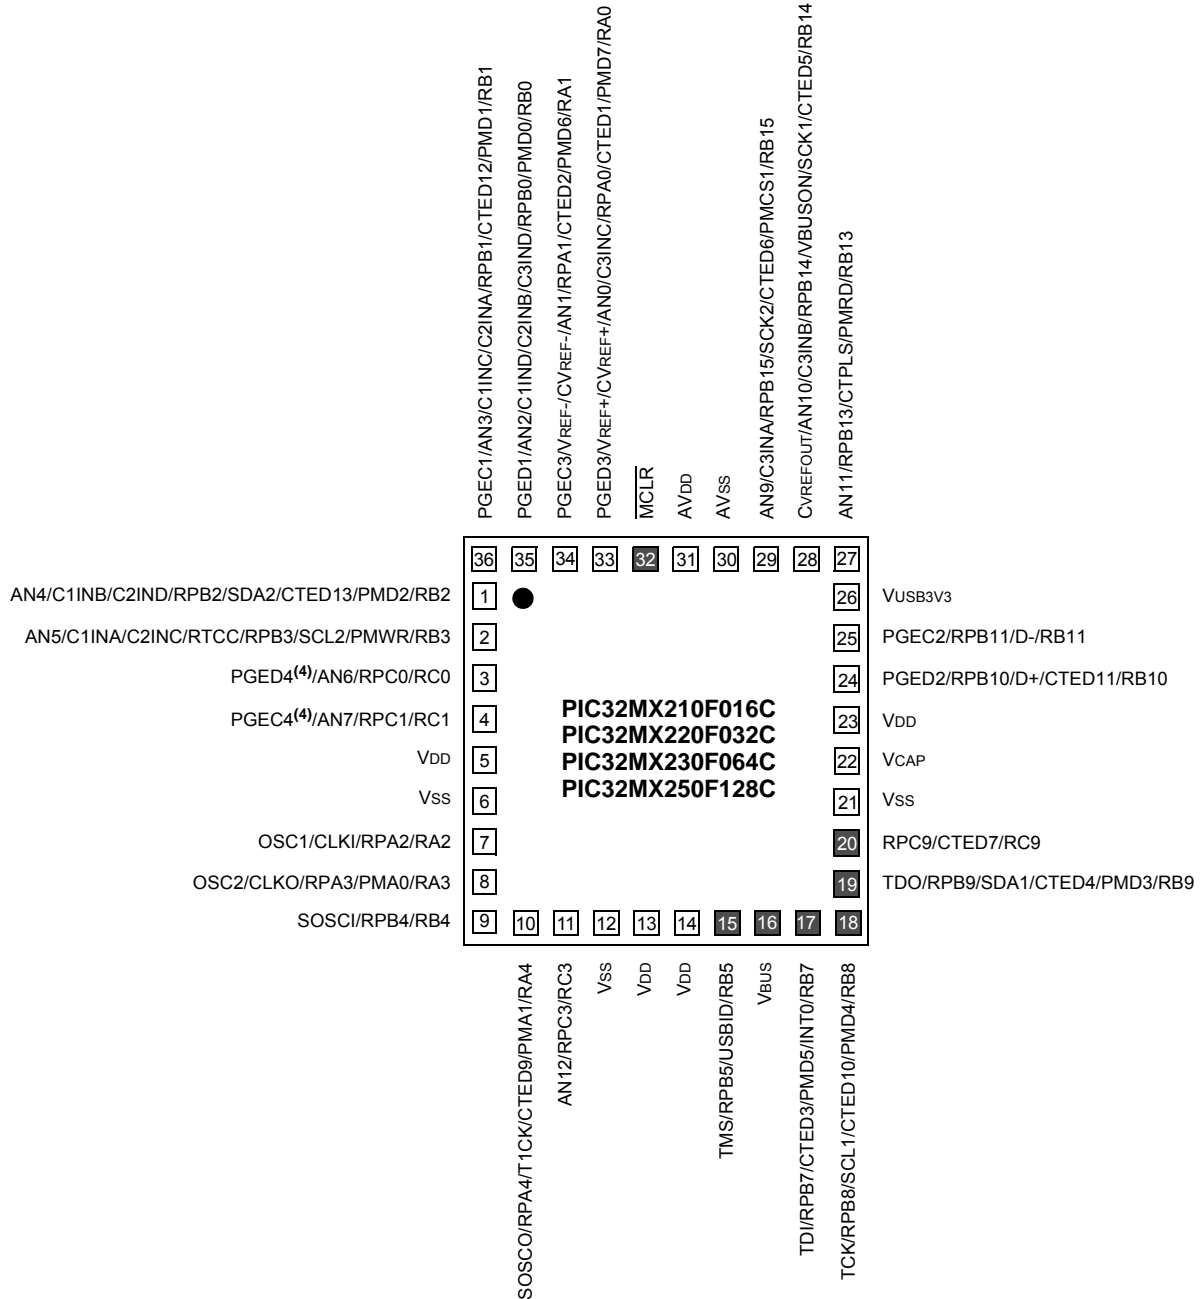 PGEC1/AN3/C1INC/C2INA/RPB1/CTED12/PMD1/RB1
PGED1/AN2/C1IND/C2INB/C3IND/RPB0/PMD0/RB0
PGEC3/VREF-/CVREF-/AN1/RPA1/CTED2/PMD6/RA1
PGED3/VREF+/CVREF+/AN0/C3INC/RPA0/CTED1/PMD7/RA0
MCLR
AVDD
AVSS
AN9/C3INA/RPB15/SCK2/CTED6/PMCS1/RB15
CVREFOUT/AN10/C3INB/RPB14/VBUSON/SCK1/CTED5/RB14
AN11/RPB13/CTPLS/PMRD/RB13
36 35 34 33 32 31 30 29 28 27
AN4/C1INB/C2IND/RPB2/SDA2/CTED13/PMD2/RB2 1
26 VUSB3V3
AN5/C1INA/C2INC/RTCC/RPB3/SCL2/PMWR/RB3 2
25 PGEC2/RPB11/D-/RB11
PGED4(4)/AN6/RPC0/RC0 3
24 PGED2/RPB10/D+/CTED11/RB10
PGEC4(4)/AN7/RPC1/RC1 4
23 VDD
PIC32MX210F016C
PIC32MX220F032C
PIC32MX230F064C
PIC32MX250F128C
VDD 5
22 VCAP
VSS 6
21 VSS
OSC1/CLKI/RPA2/RA2 7
20 RPC9/CTED7/RC9
OSC2/CLKO/RPA3/PMA0/RA3 8
19 TDO/RPB9/SDA1/CTED4/PMD3/RB9
SOSCI/RPB4/RB4 9
10 11 12 13 14 15 16 17 18
SOSCO/RPA4/T1CK/CTED9/PMA1/RA4
AN12/RPC3/RC3
VSS
VDD
VDD
TMS/RPB5/USBID/RB5
VBUS
TDI/RPB7/CTED3/PMD5/INT0/RB7
TCK/RPB8/SCL1/CTED10/PMD4/RB8